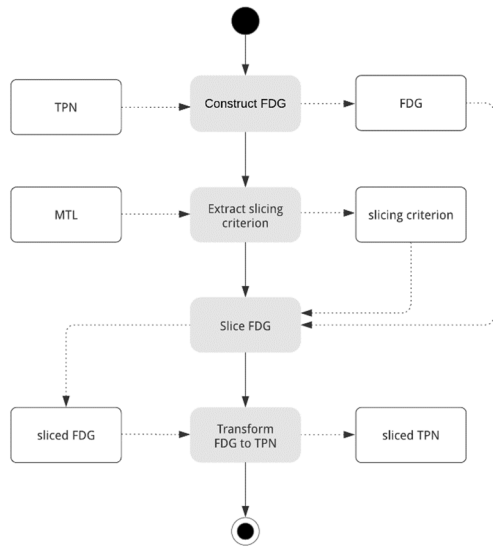 TPN
Construct FDG
FDG
MTL
Extract slicing
criterion
slicing criterion
Slice FDG
sliced FDG
Transform
FDG to TPN
sliced TPN